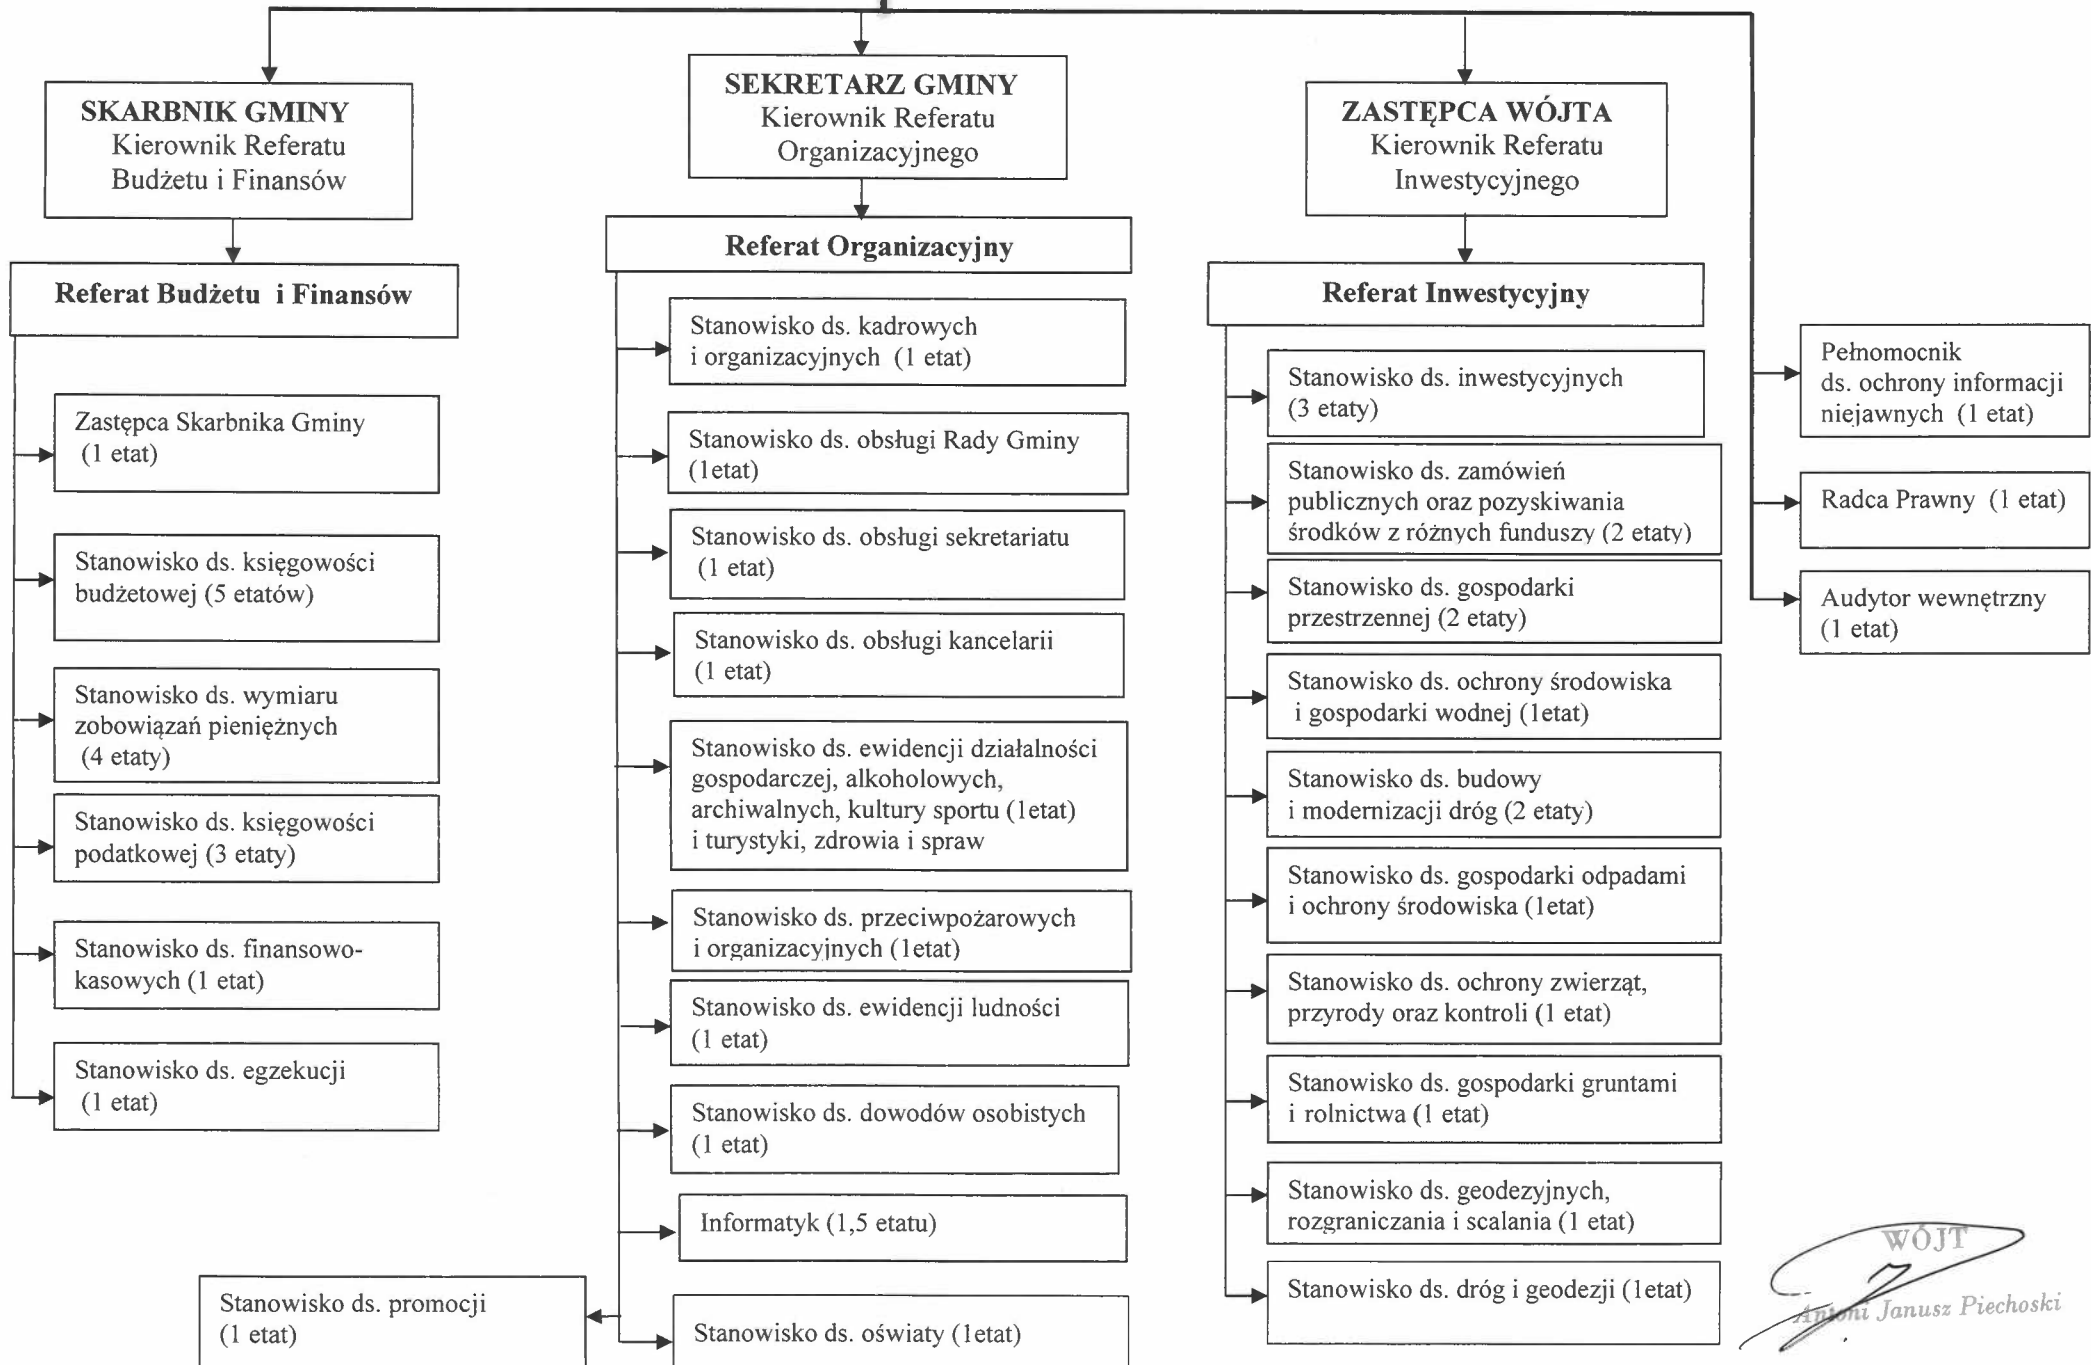 SKARBNIK GMINY
Kierownik Referatu
Budżetu i Finansów
Referat Budżetu i Finansów
Zastępca Skarbnika Gminy
(1 etat)
Stanowisko ds. księgowości
budżetowej (5 etatów)
Stanowisko ds. wymiaru
zobowiązań pieniężnych
(4 etaty)
Stanowisko ds. księgowości
podatkowej (3 etaty)
Stanowisko ds. finansowo-
kasowych (1 etat)
Stanowisko ds. egzekucji
(1 etat)
SEKRETARZ GMINY
Kierownik Referatu
Organizacyjnego
Referat Organizacyjny
Stanowisko ds. kadrowych
i organizacyjnych (1 etat)
Stanowisko ds. obsługi Rady Gminy
(1etat)
Stanowisko ds. obsługi sekretariatu
(1 etat)
Stanowisko ds. obsługi kancelarii
(1 etat)
Stanowisko ds. ewidencji działalności
gospodarczej, alkoholowych,
archiwalnych, kultury sportu (1etat)
i turystyki, zdrowia i spraw
Stanowisko ds. przeciwpożarowych
i organizacyjnych (1etat)
Stanowisko ds. ewidencji ludności
(1 etat)
Stanowisko ds. dowodów osobistych
(1 etat)
Informatyk (1,5 etatu)
Stanowisko ds. promocji
(1 etat)
Stanowisko ds. oświaty (1etat)
ZASTĘPCA WÓJTA
Kierownik Referatu
Inwestycyjnego
Referat Inwestycyjny
Stanowisko ds. inwestycyjnych
(3 etaty)
Stanowisko ds. zamówień
publicznych oraz pozyskiwania
środków z różnych funduszy (2 etaty)
Stanowisko ds. gospodarki
przestrzennej (2 etaty)
Stanowisko ds. ochrony środowiska
i gospodarki wodnej (1etat)
Stanowisko ds. budowy
i modernizacji dróg (2 etaty)
Stanowisko ds. gospodarki odpadami
i ochrony środowiska (1etat)
Stanowisko ds. ochrony zwierząt,
przyrody oraz kontroli (1 etat)
Stanowisko ds. gospodarki gruntami
i rolnictwa (1 etat)
Stanowisko ds. geodezyjnych,
rozgraniczania i scalania (1 etat)
Stanowisko ds. dróg i geodezji (1etat)
Pełnomocnik
ds. ochrony informacji
niejawnych (1 etat)
Radca Prawny (1 etat)
Audytor wewnętrzny
(1 etat)
WÓJT
Antoni Janusz Piechoski